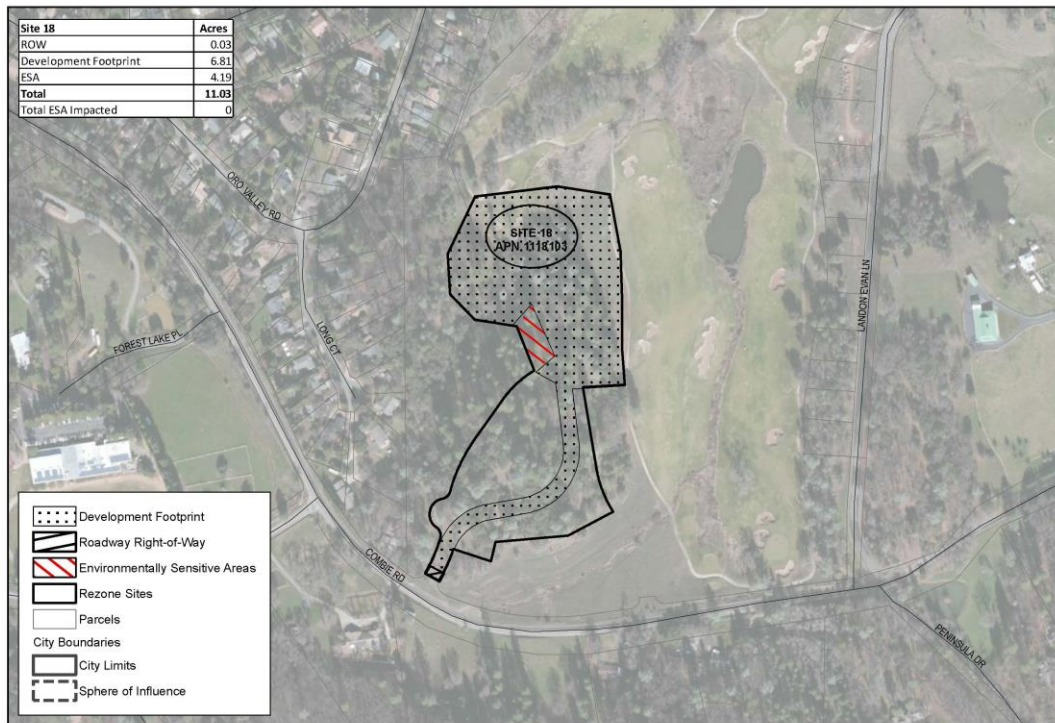 Site 18 Acres
ROW 0.03
Development Footprint 6.81
ESA 4.19
Total 11.03
Total ESA Impacted 0
ORO VALLEY RD
LONG CT
FOREST LAKE PL
COMBIE RD
SITE 18
APN 1118103
LANDON EVAN LN
PENINSULA DR
Development Footprint
Roadway Right-of-Way
Environmentally Sensitive Areas
Rezone Sites
Parcels
City Boundaries
City Limits
Sphere of Influence